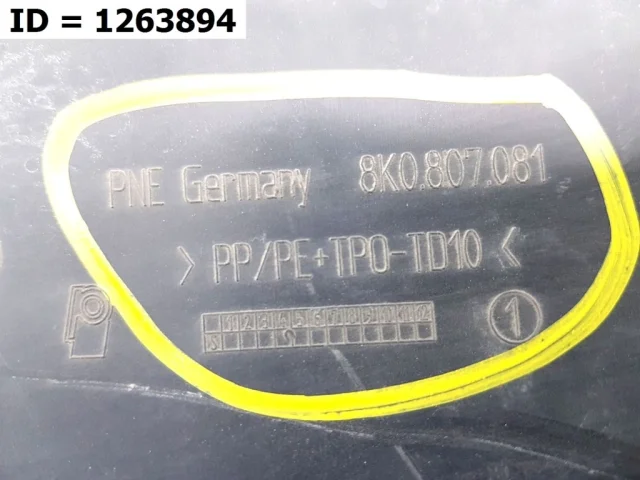 ID = 1263894
PNE Germany 8K0.807.081
> PP/PE+TPO-TD10 <
1